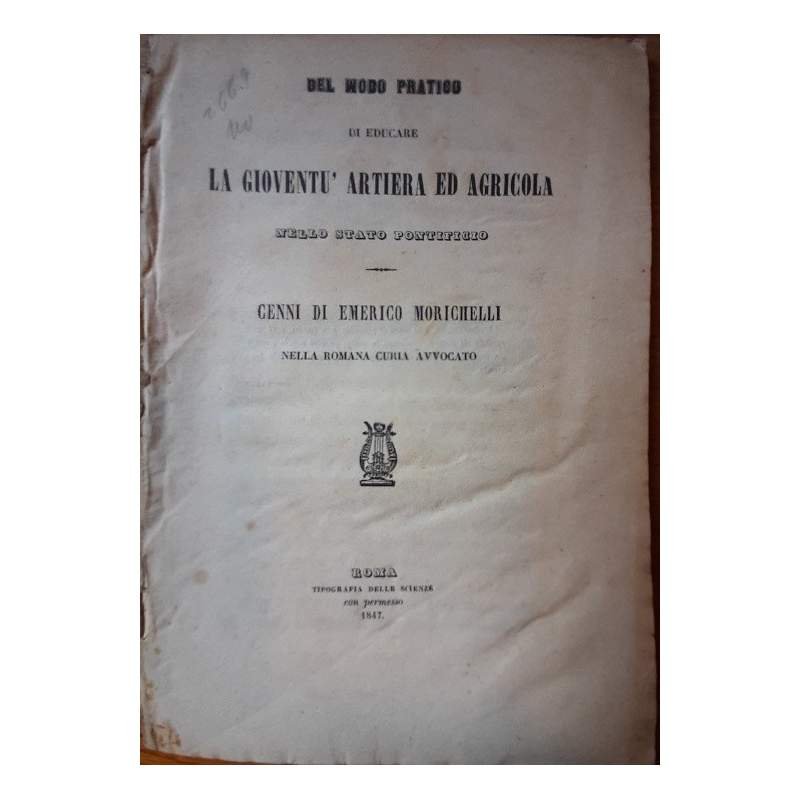 DEL MODO PRATICO
DI EDUCARE
LA GIOVENTU' ARTIERA ED AGRICOLA
NELLO STATO PONTIFICIO
CENNI DI EMERICO MORICHELLI
NELLA ROMANA CURIA AVVOCATO
ROMA
TIPOGRAFIA DELLE SCIENZE
con permesso
1847.